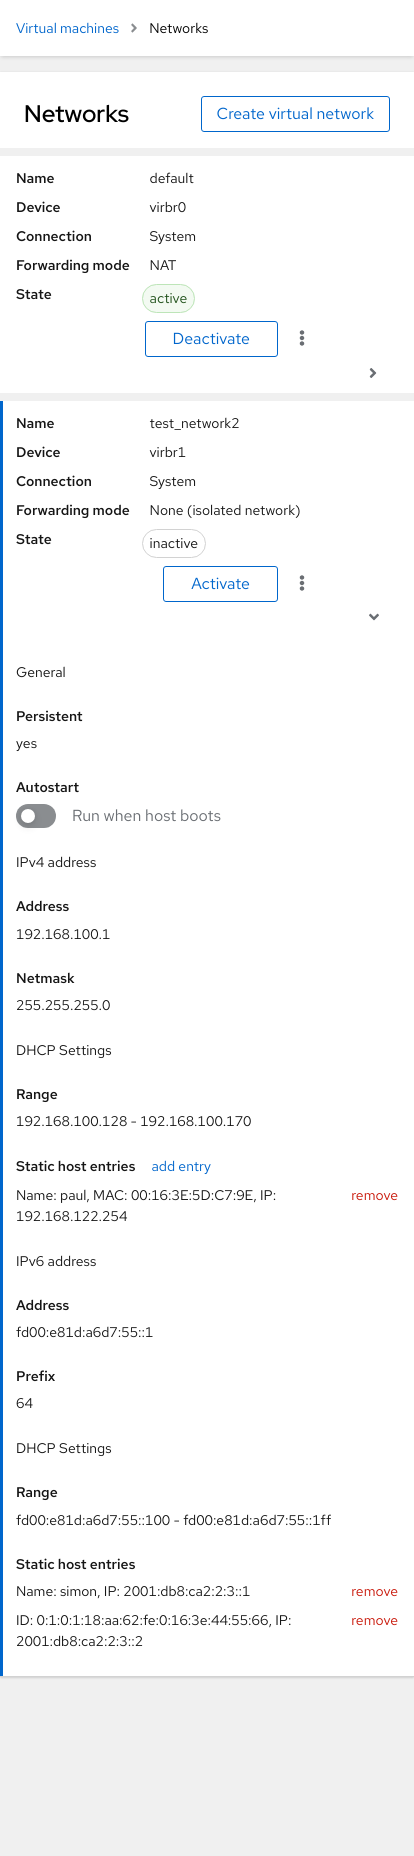 Virtual machines > Networks
Networks
Create virtual network
Name default
Device virbr0
Connection System
Forwarding mode NAT
State active
Deactivate
Name test_network2
Device virbr1
Connection System
Forwarding mode None (isolated network)
State inactive
Activate
General
Persistent
yes
Autostart
Run when host boots
IPv4 address
Address
192.168.100.1
Netmask
255.255.255.0
DHCP Settings
Range
192.168.100.128 - 192.168.100.170
Static host entries add entry
Name: paul, MAC: 00:16:3E:5D:C7:9E, IP: remove
192.168.122.254
IPv6 address
Address
fd00:e81d:a6d7:55::1
Prefix
64
DHCP Settings
Range
fd00:e81d:a6d7:55::100 - fd00:e81d:a6d7:55::1ff
Static host entries
Name: simon, IP: 2001:db8:ca2:2:3::1 remove
ID: 0:1:0:1:18:aa:62:fe:0:16:3e:44:55:66, IP: remove
2001:db8:ca2:2:3::2